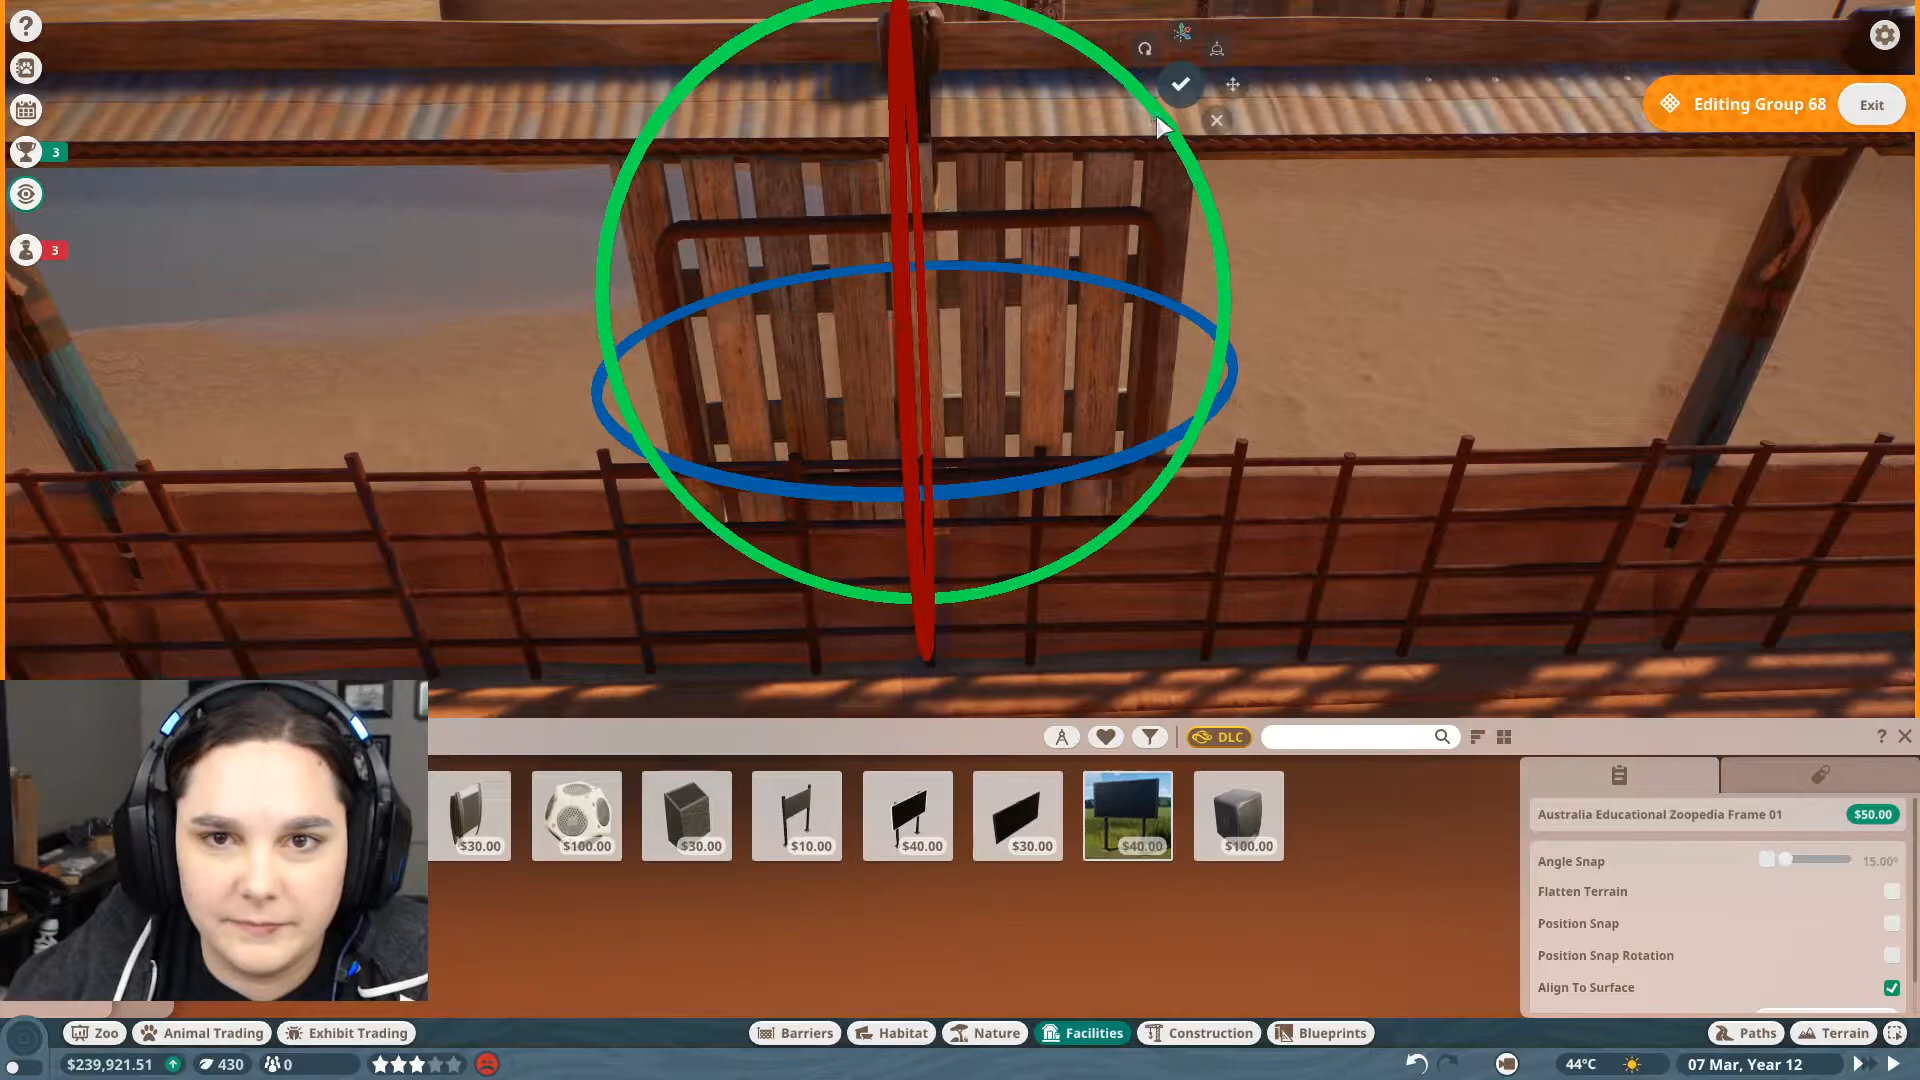 ?
Editing Group 68
Exit
3
3
DLC
?
$30.00
$100.00
$30.00
$10.00
$40.00
$30.00
$40.00
$100.00
Australia Educational Zoopedia Frame 01
$50.00
Angle Snap
15.00°
Flatten Terrain
Position Snap
Position Snap Rotation
Align To Surface
Zoo
Animal Trading
Exhibit Trading
Barriers
Habitat
Nature
Facilities
Construction
Blueprints
Paths
Terrain
$239,921.51
430
0
44°C
07 Mar, Year 12